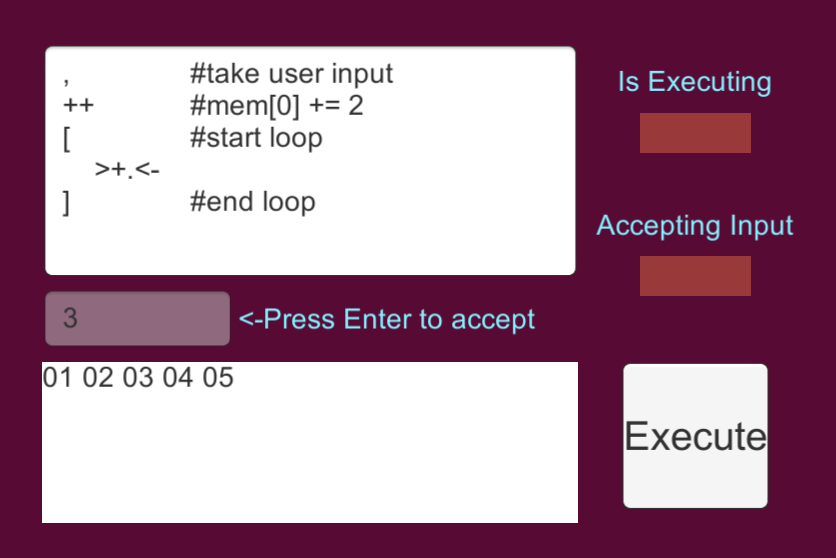 , #take user input
++ #mem[0] += 2
[ #start loop
>+.<-
] #end loop
Is Executing
Accepting Input
3 <-Press Enter to accept
01 02 03 04 05
Execute